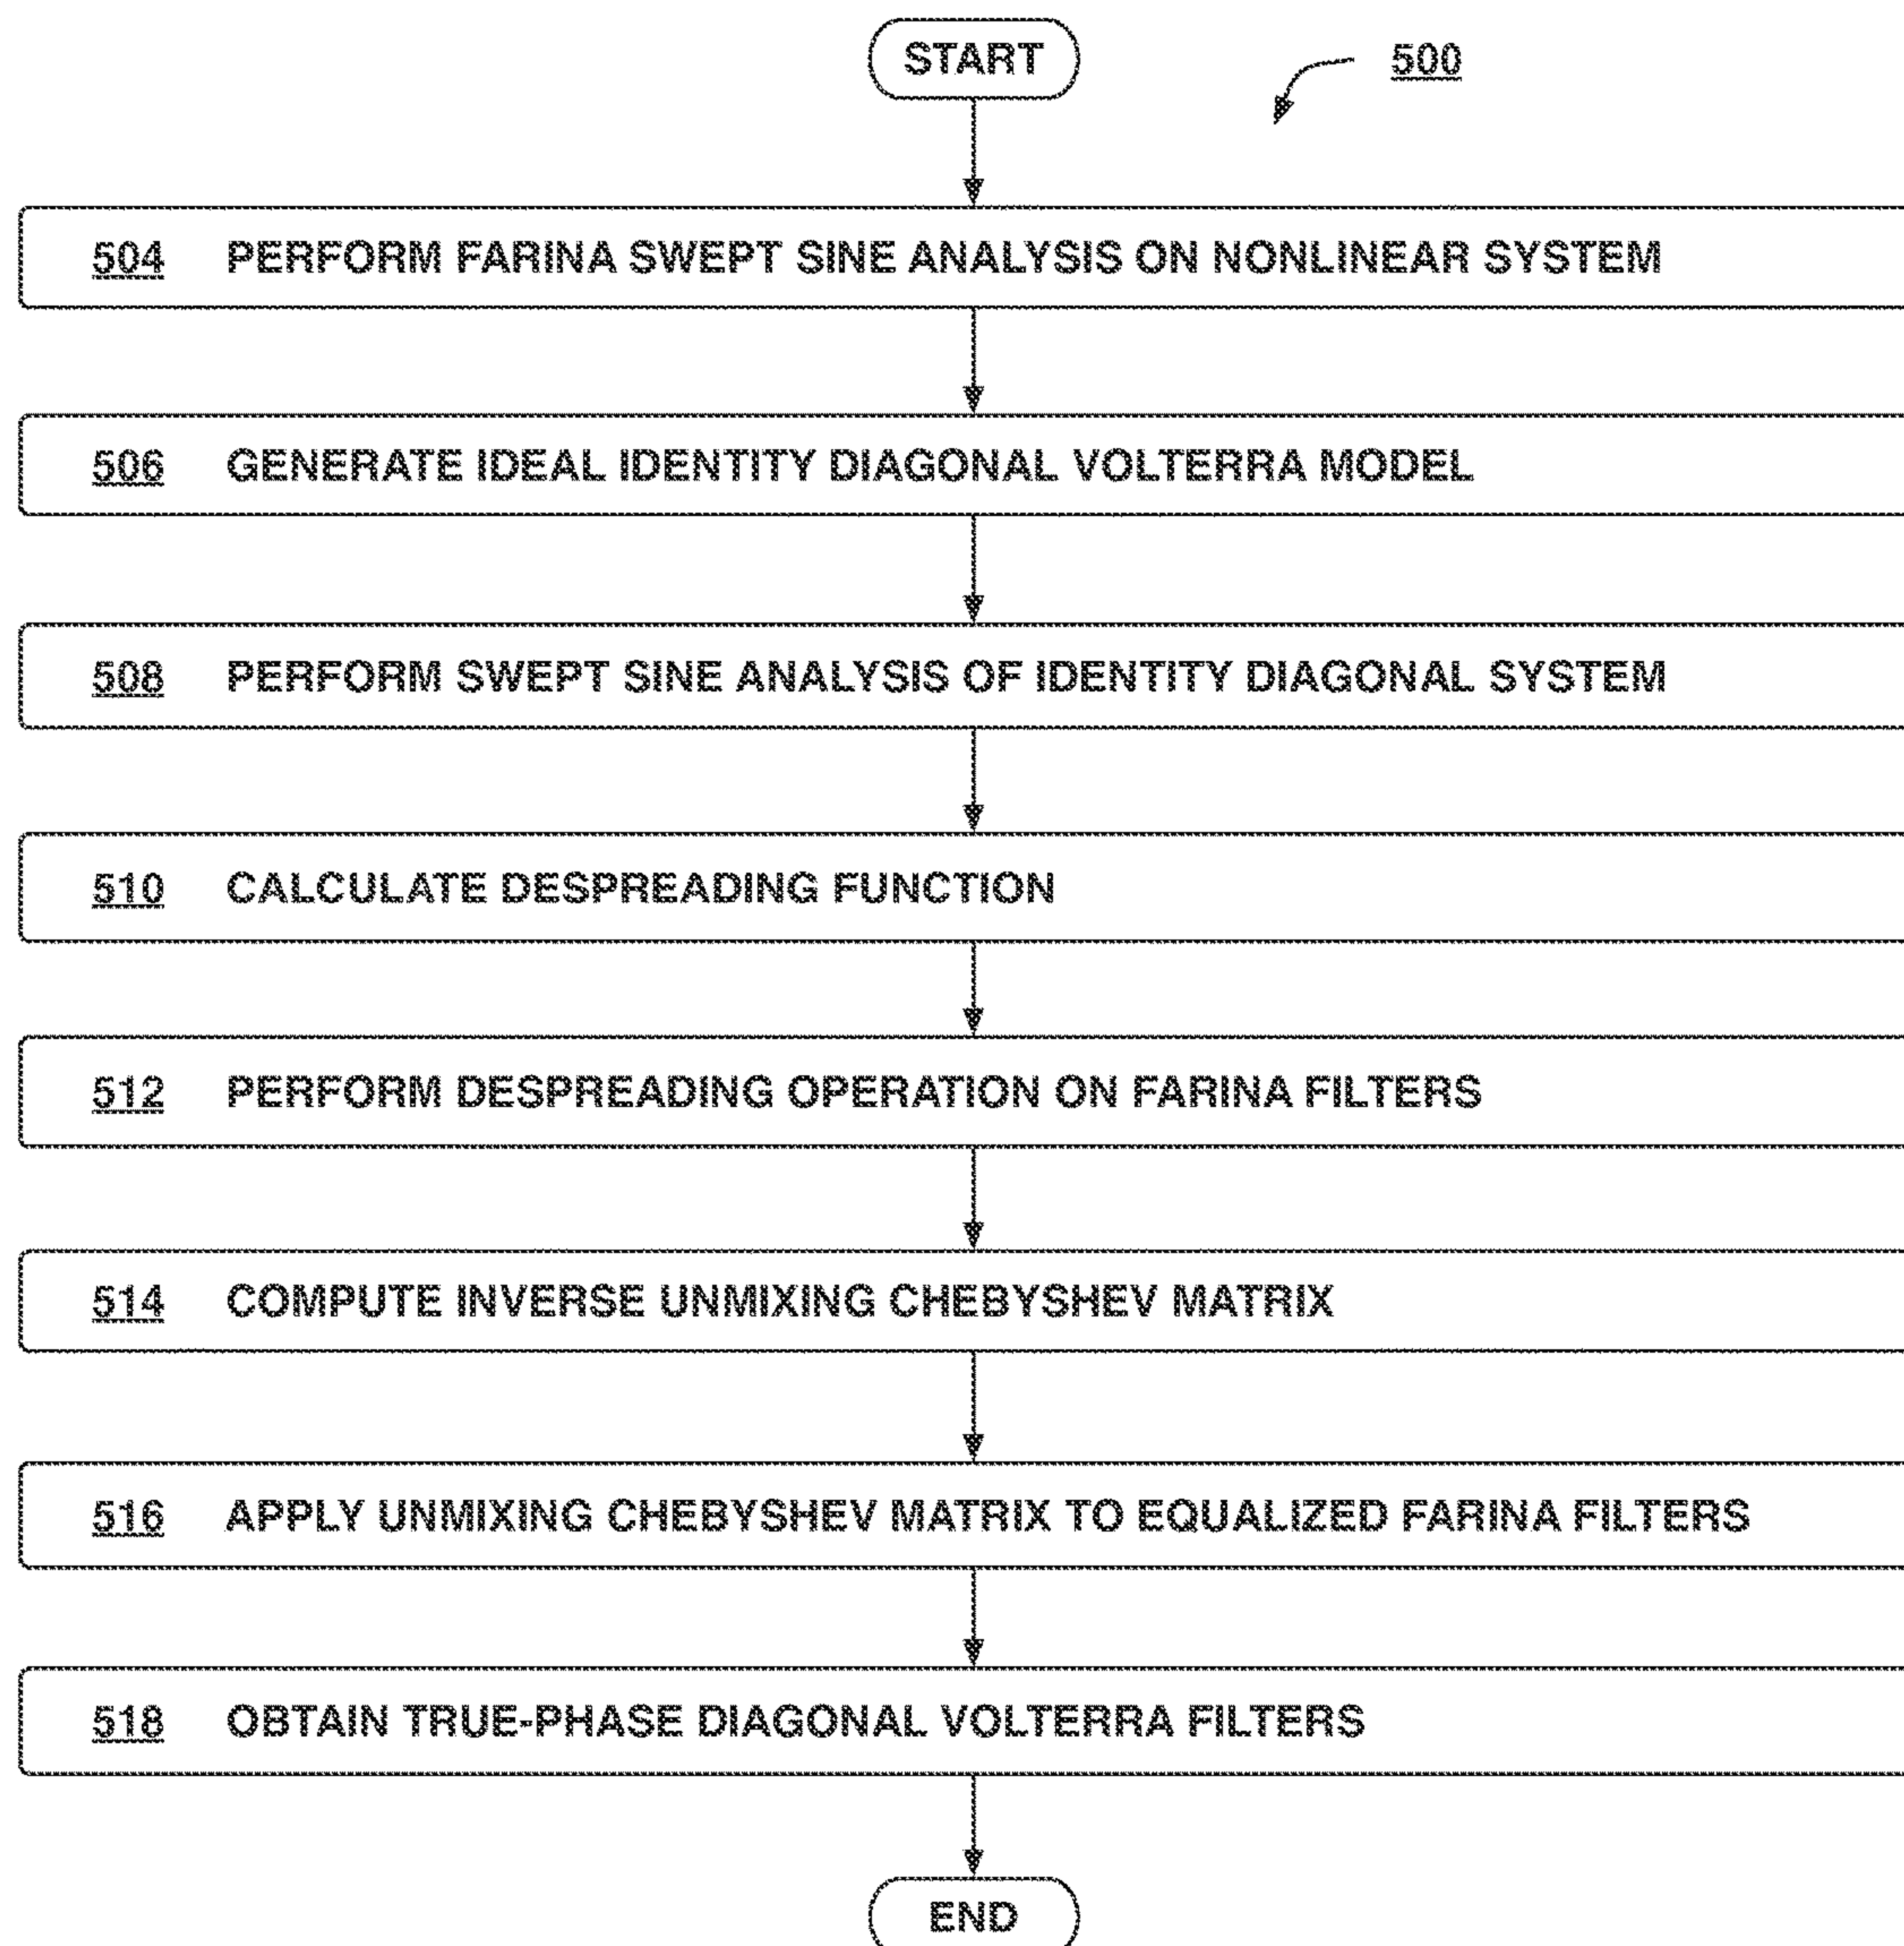 START
500
504 PERFORM FARINA SWEPT SINE ANALYSIS ON NONLINEAR SYSTEM
506 GENERATE IDEAL IDENTITY DIAGONAL VOLTERRA MODEL
508 PERFORM SWEPT SINE ANALYSIS OF IDENTITY DIAGONAL SYSTEM
510 CALCULATE DESPREADING FUNCTION
512 PERFORM DESPREADING OPERATION ON FARINA FILTERS
514 COMPUTE INVERSE UNMIXING CHEBYSHEV MATRIX
516 APPLY UNMIXING CHEBYSHEV MATRIX TO EQUALIZED FARINA FILTERS
518 OBTAIN TRUE-PHASE DIAGONAL VOLTERRA FILTERS
END